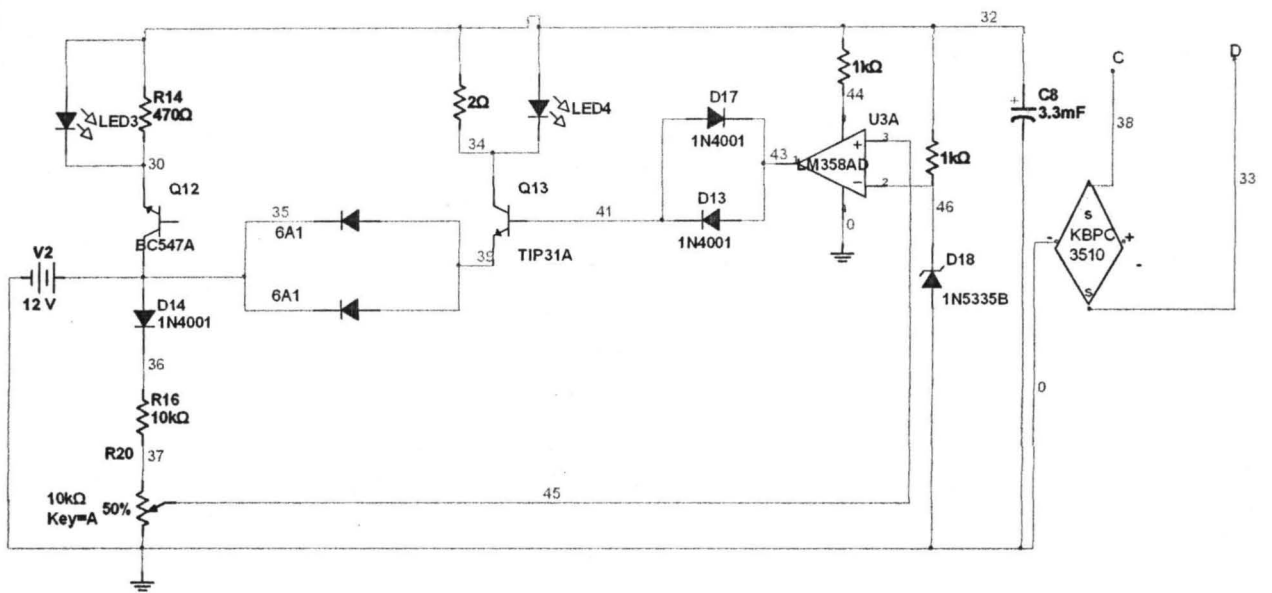 32
33
C
D
38
R14
470Ω
LED3
30
Q12
BC547A
V2
12 V
D14
1N4001
36
R16
10kΩ
R20
37
10kΩ
50%
Key=A
35
6A1
6A1
39
2Ω
LED4
34
Q13
TIP31A
41
D17
1N4001
D13
1N4001
43
1kΩ
44
U3A
LM358AD
1
3
2
+
−
0
45
1kΩ
46
D18
1N5335B
+
C8
3.3mF
0
s
KBPC
3510
s
-
+
-